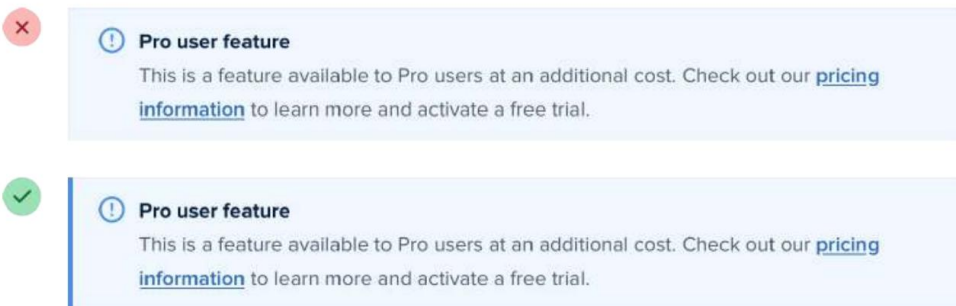 Pro user feature
This is a feature available to Pro users at an additional cost. Check out our pricing
information to learn more and activate a free trial.
Pro user feature
This is a feature available to Pro users at an additional cost. Check out our pricing
information to learn more and activate a free trial.